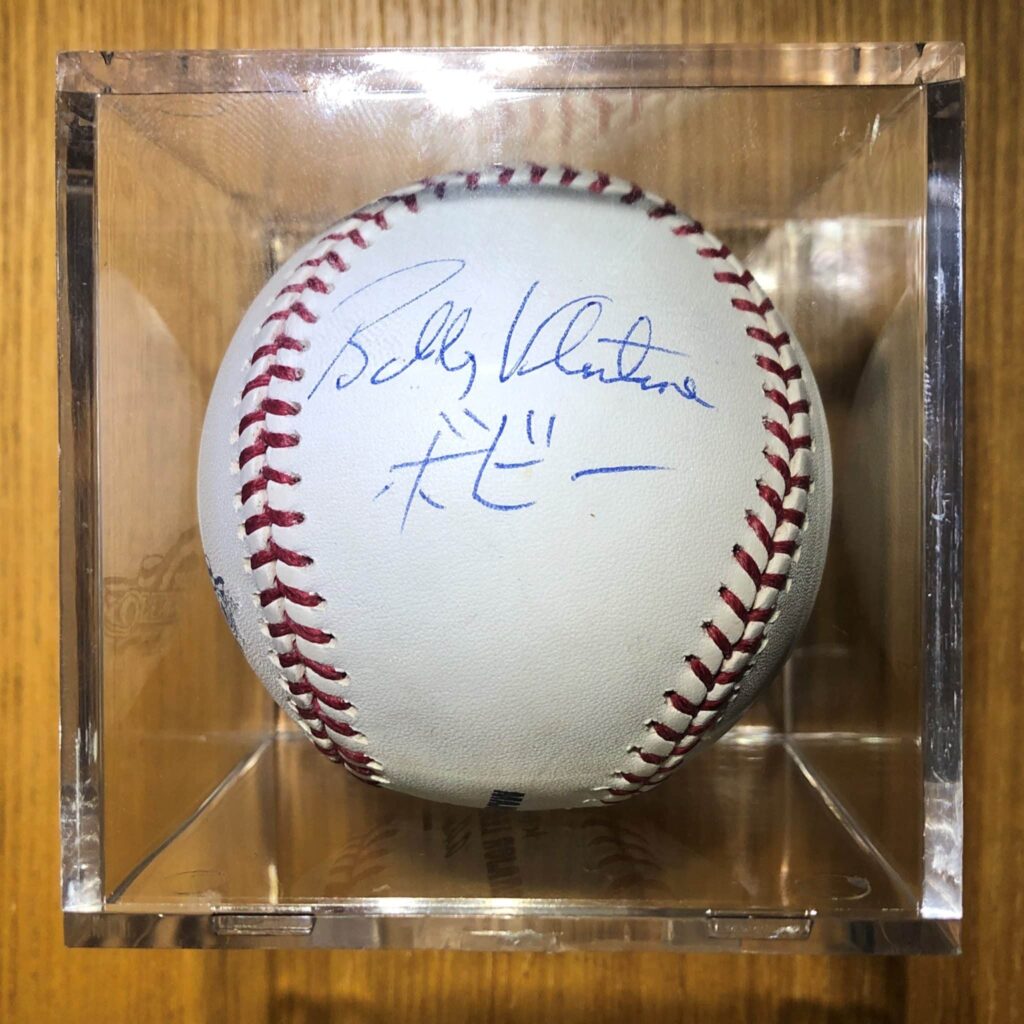 Bobby Valentine
ボビー